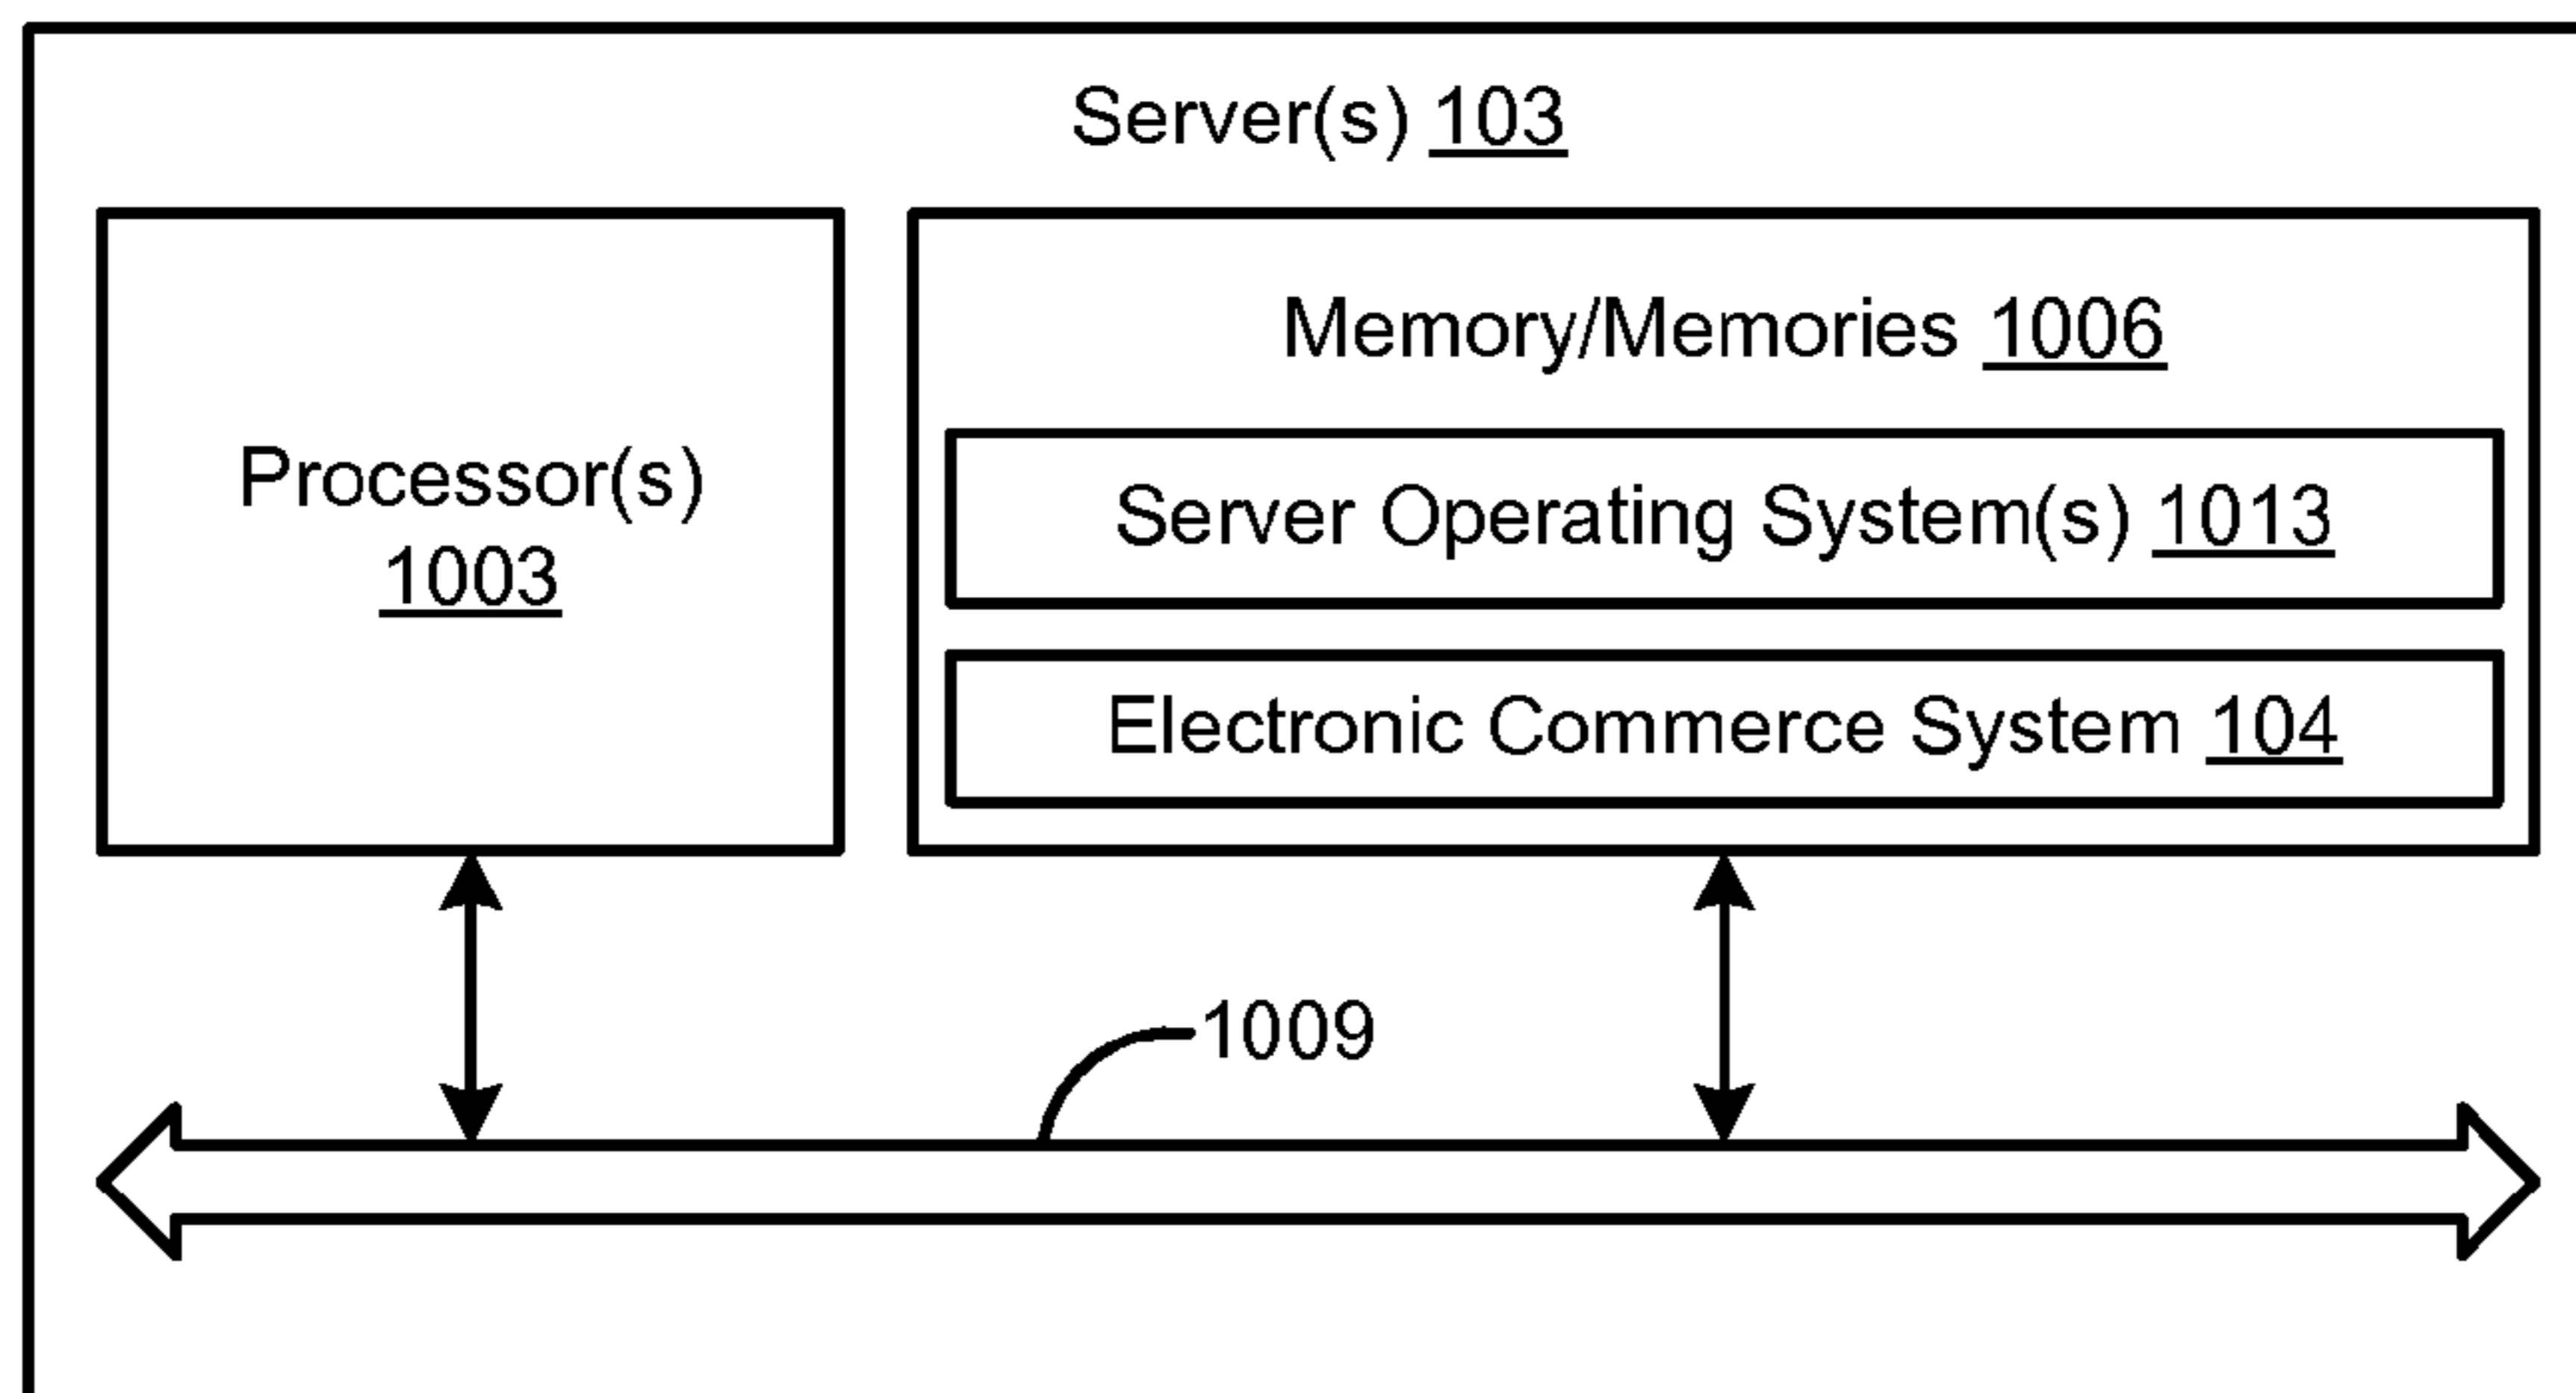 Server(s) 103
Processor(s)
1003
Memory/Memories 1006
Server Operating System(s) 1013
Electronic Commerce System 104
1009